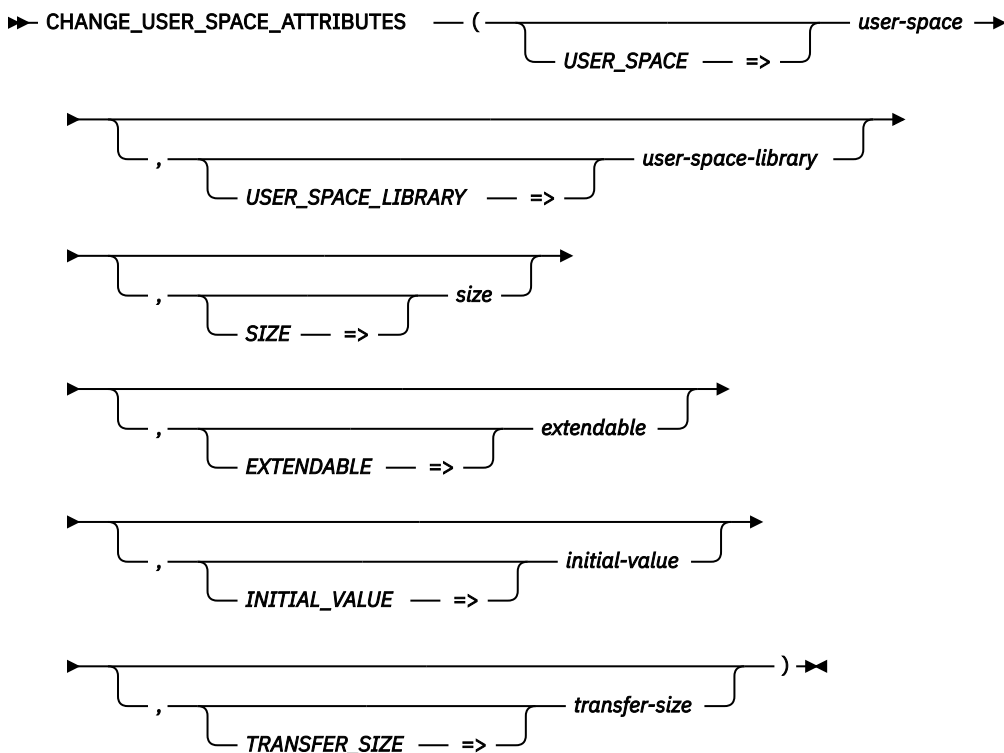 CHANGE_USER_SPACE_ATTRIBUTES ( user-space
USER_SPACE =>
, user-space-library
USER_SPACE_LIBRARY =>
, size
SIZE =>
, extendable
EXTENDABLE =>
, initial-value
INITIAL_VALUE =>
)
, transfer-size
TRANSFER_SIZE =>